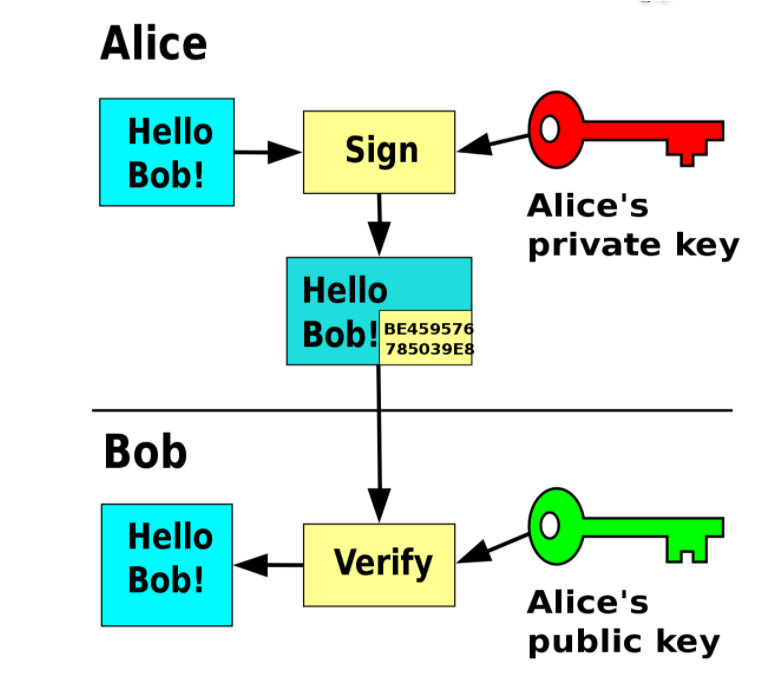 Alice
Hello
Bob!
Sign
Alice's
private key
Hello
Bob!
BE459576
785039E8
Bob
Hello
Bob!
Verify
Alice's
public key